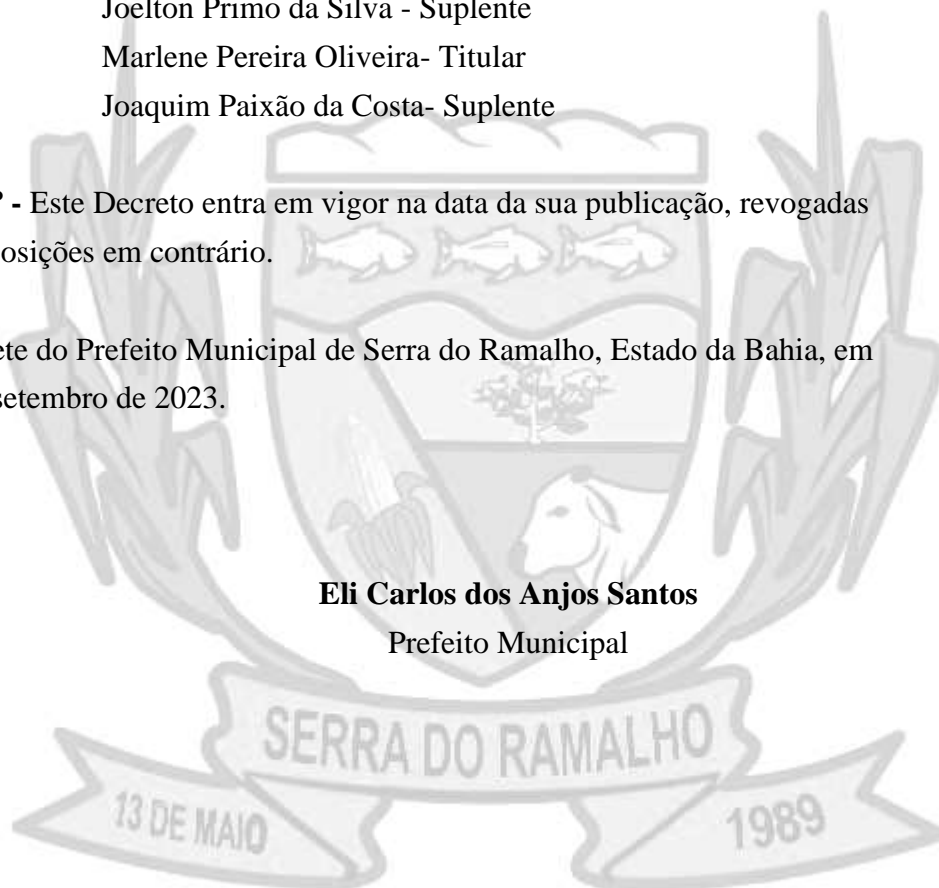 Joelton Primo da Silva - Suplente
Marlene Pereira Oliveira- Titular
Joaquim Paixão da Costa- Suplente
º - Este Decreto entra em vigor na data da sua publicação, revogadas
osições em contrário.
ete do Prefeito Municipal de Serra do Ramalho, Estado da Bahia, em
setembro de 2023.
Eli Carlos dos Anjos Santos
Prefeito Municipal
SERRA DO RAMALHO
13 DE MAIO
1989